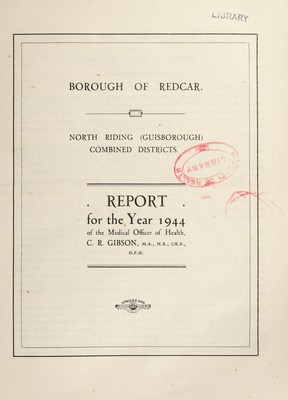 LIBRARY
BOROUGH OF REDCAR.
NORTH RIDING (GUISBOROUGH)
COMBINED DISTRICTS.
. REPORT .
for the Year 1944
of the Medical Officer of Health,
C. R. GIBSON, M.A., M.B., CH.B.,
D.P.H.
LIBRARY